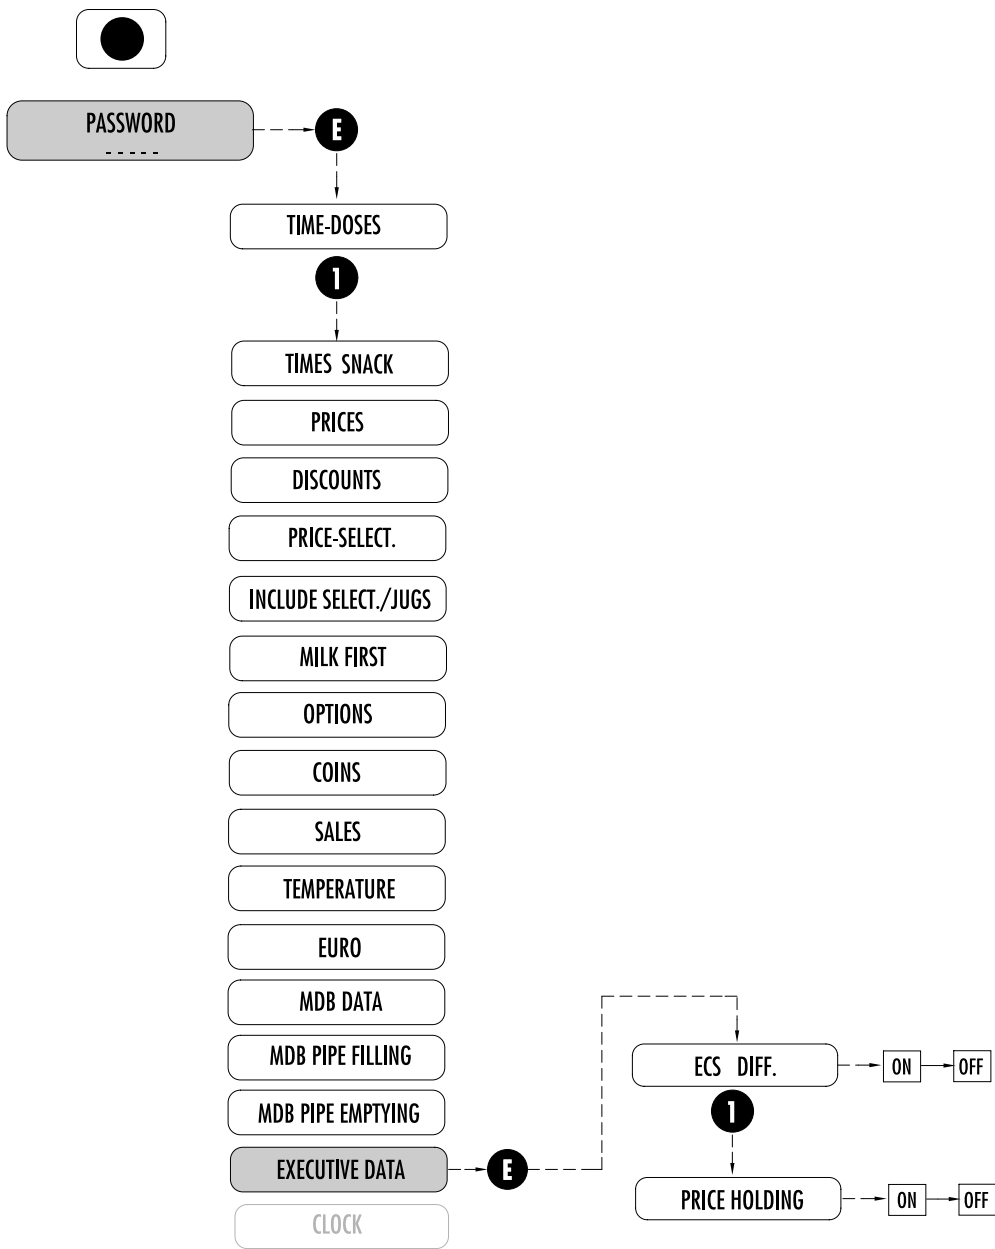 PASSWORD
- - - - -
E
TIME-DOSES
1
TIMES SNACK
PRICES
DISCOUNTS
PRICE-SELECT.
INCLUDE SELECT./JUGS
MILK FIRST
OPTIONS
COINS
SALES
TEMPERATURE
EURO
MDB DATA
MDB PIPE FILLING
MDB PIPE EMPTYING
EXECUTIVE DATA
E
CLOCK
ECS DIFF.
ON
OFF
1
PRICE HOLDING
ON
OFF